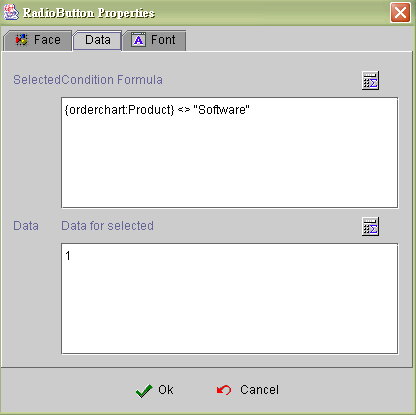 RadioButton Properties
Face Data Font
SelectedCondition Formula
{orderchart:Product} <> "Software"
Data Data for selected
1
Ok Cancel